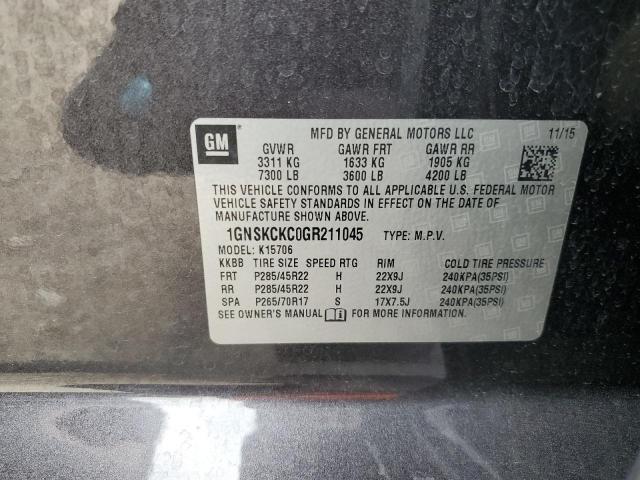 GM
MFD BY GENERAL MOTORS LLC 11/15
GVWR GAWR FRT GAWR RR
3311 KG 1633 KG 1905 KG
7300 LB 3600 LB 4200 LB
THIS VEHICLE CONFORMS TO ALL APPLICABLE U.S. FEDERAL MOTOR
VEHICLE SAFETY STANDARDS IN EFFECT ON THE DATE OF
MANUFACTURE SHOWN ABOVE.
1GNSKCKC0GR211045 TYPE: M.P.V.
MODEL: K15706
KKBB TIRE SIZE SPEED RTG RIM COLD TIRE PRESSURE
FRT P285/45R22 H 22X9J 240KPA(35PSI)
RR P285/45R22 H 22X9J 240KPA(35PSI)
SPA P265/70R17 S 17X7.5J 240KPA(35PSI)
SEE OWNER'S MANUAL FOR MORE INFORMATION.